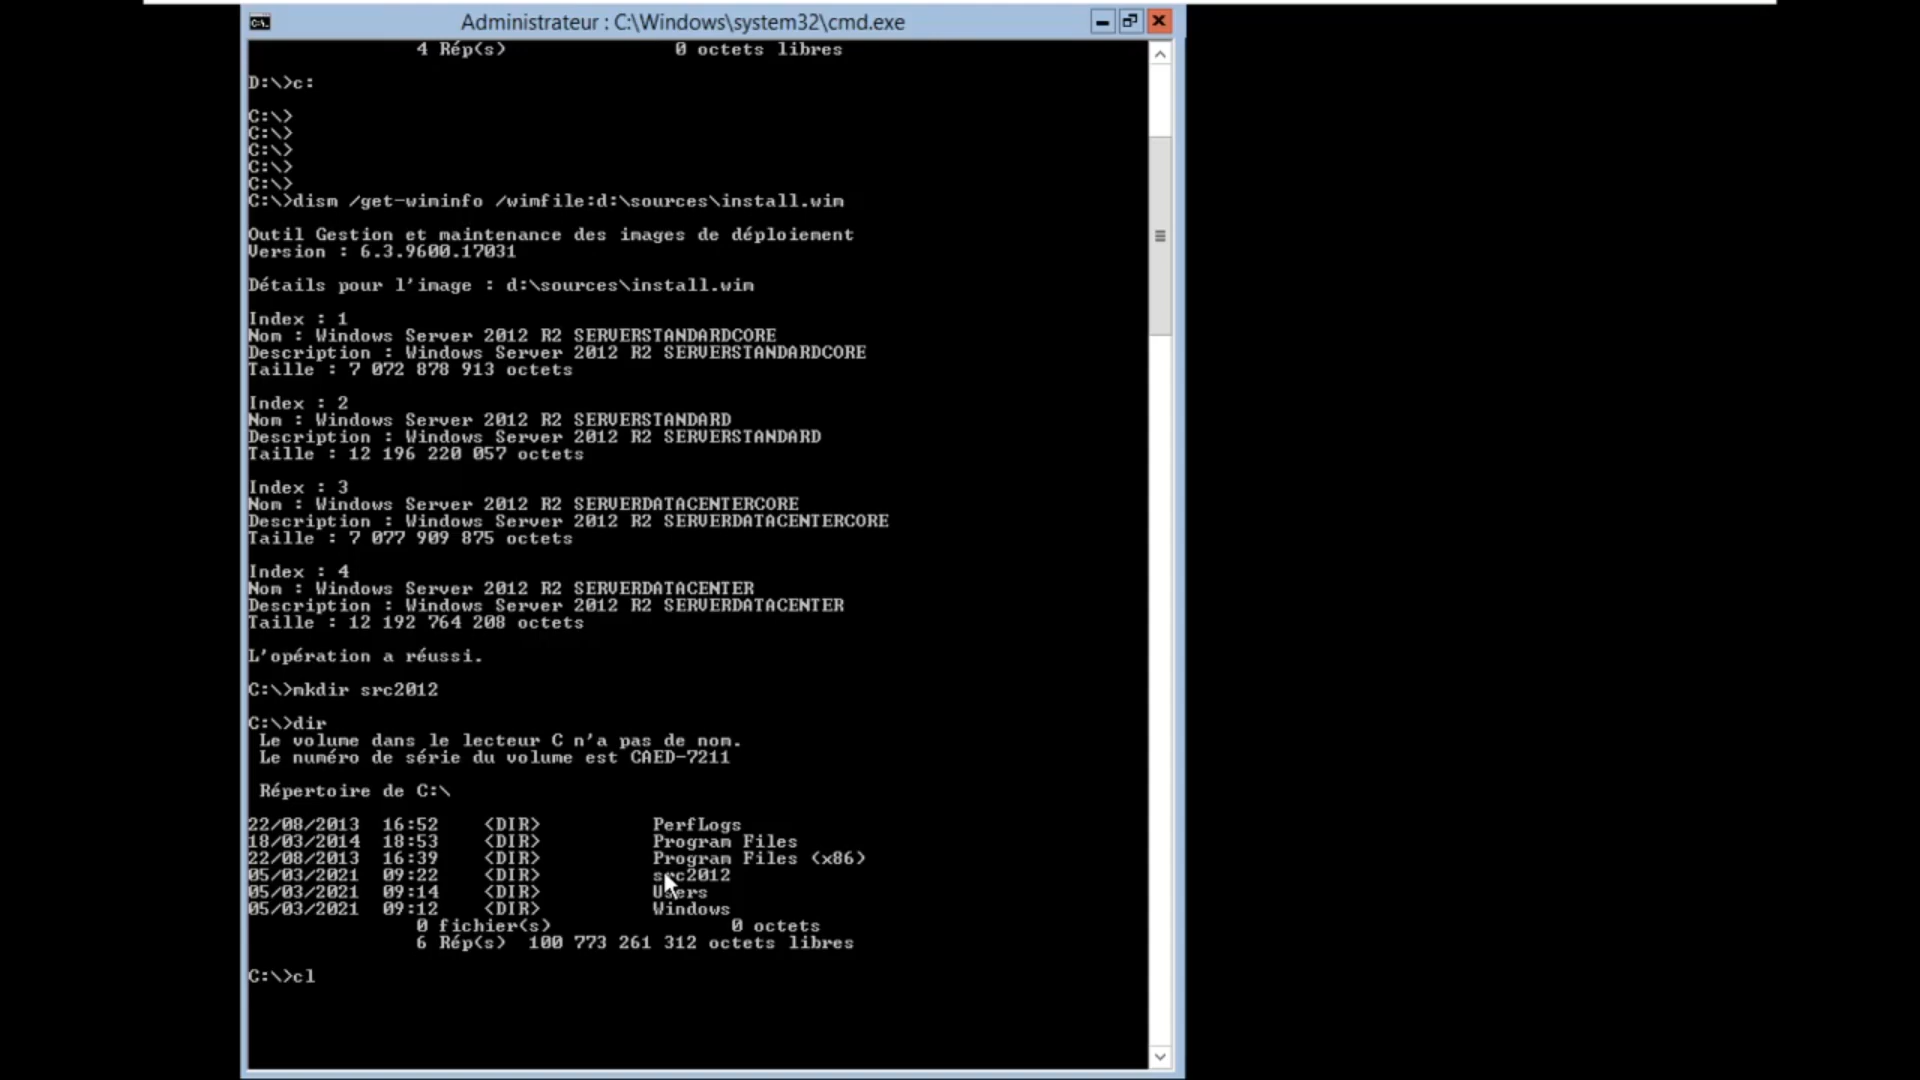 Administrateur : C:\Windows\system32\cmd.exe
4 Rép(s) 0 octets libres
D:\>c:
C:\>
C:\>
C:\>
C:\>
C:\>
C:\>dism /get-wiminfo /wimfile:d:\sources\install.wim
Outil Gestion et maintenance des images de déploiement
Version : 6.3.9600.17031
Détails pour l'image : d:\sources\install.wim
Index : 1
Nom : Windows Server 2012 R2 SERVERSTANDARDCORE
Description : Windows Server 2012 R2 SERVERSTANDARDCORE
Taille : 7 072 878 913 octets
Index : 2
Nom : Windows Server 2012 R2 SERVERSTANDARD
Description : Windows Server 2012 R2 SERVERSTANDARD
Taille : 12 196 220 057 octets
Index : 3
Nom : Windows Server 2012 R2 SERVERDATACENTERCORE
Description : Windows Server 2012 R2 SERVERDATACENTERCORE
Taille : 7 077 909 875 octets
Index : 4
Nom : Windows Server 2012 R2 SERVERDATACENTER
Description : Windows Server 2012 R2 SERVERDATACENTER
Taille : 12 192 764 208 octets
L'opération a réussi.
C:\>mkdir src2012
C:\>dir
Le volume dans le lecteur C n'a pas de nom.
Le numéro de série du volume est CAED-7211
Répertoire de C:\
22/08/2013 16:52 <DIR> PerfLogs
18/03/2014 18:53 <DIR> Program Files
22/08/2013 16:39 <DIR> Program Files (x86)
05/03/2021 09:22 <DIR> src2012
05/03/2021 09:14 <DIR> Users
05/03/2021 09:12 <DIR> Windows
0 fichier(s) 0 octets
6 Rép(s) 100 773 261 312 octets libres
C:\>cl